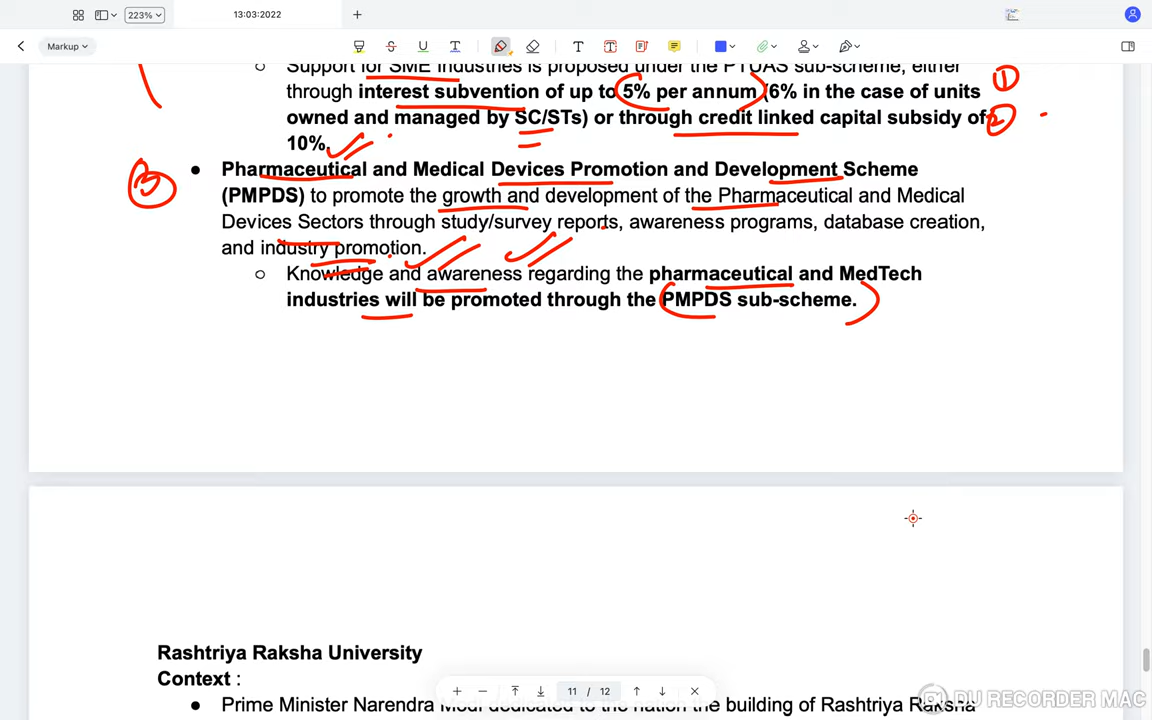 223%
13:03:2022
Markup
Support for SME industries is proposed under the PTUAS sub-scheme, either
through interest subvention of up to 5% per annum (6% in the case of units
owned and managed by SC/STs) or through credit linked capital subsidy of
10%.
1
2
3
● Pharmaceutical and Medical Devices Promotion and Development Scheme
(PMPDS) to promote the growth and development of the Pharmaceutical and Medical
Devices Sectors through study/survey reports, awareness programs, database creation,
and industry promotion.
○ Knowledge and awareness regarding the pharmaceutical and MedTech
industries will be promoted through the PMPDS sub-scheme.
Rashtriya Raksha University
Context :
● Prime Minister Narendra Modi dedicated to the nation the building of Rashtriya Raksha
11 / 12
DU RECORDER MAC